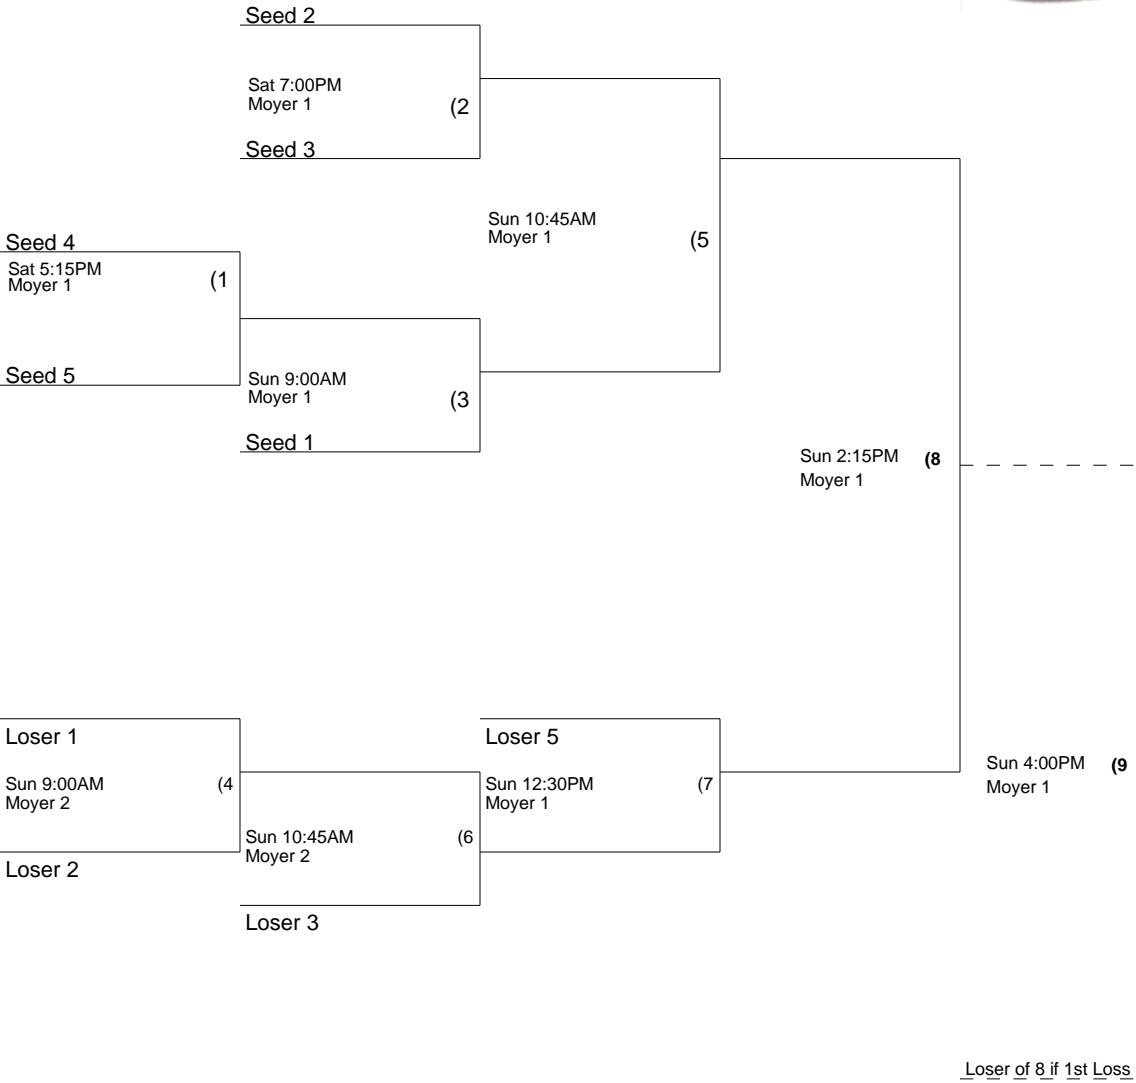 Seed 2
Sat 7:00PM
Moyer 1
(2
Seed 3
Sun 10:45AM
Moyer 1
(5
Seed 4
Sat 5:15PM
Moyer 1
(1
Seed 5
Sun 9:00AM
Moyer 1
(3
Seed 1
Sun 2:15PM
Moyer 1
(8
Loser 1
Sun 9:00AM
Moyer 2
(4
Loser 2
Sun 10:45AM
Moyer 2
(6
Loser 3
Loser 5
Sun 12:30PM
Moyer 1
(7
Sun 4:00PM
Moyer 1
(9
Loser of 8 if 1st Loss